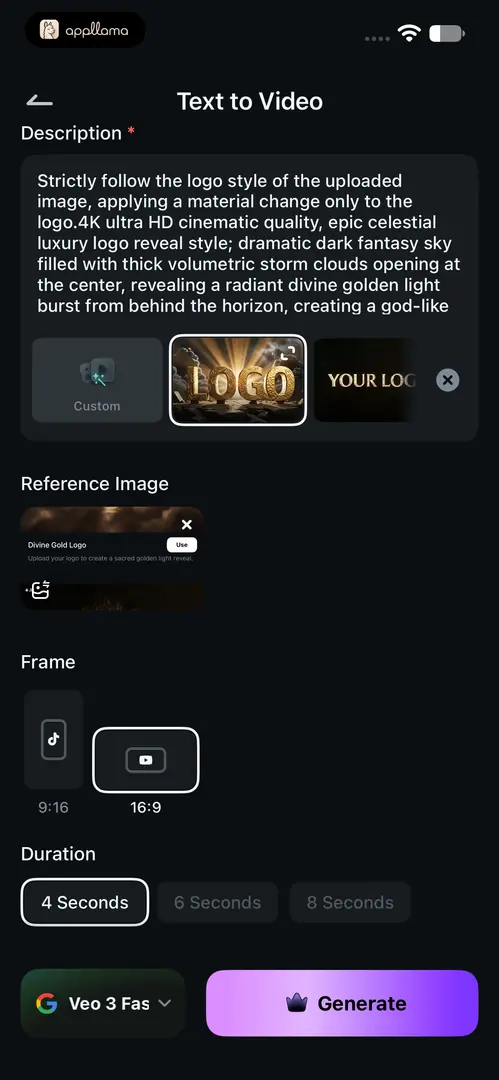 appllama
Text to Video
Description *
Strictly follow the logo style of the uploaded
image, applying a material change only to the
logo.4K ultra HD cinematic quality, epic celestial
luxury logo reveal style; dramatic dark fantasy sky
filled with thick volumetric storm clouds opening at
the center, revealing a radiant divine golden light
burst from behind the horizon, creating a god-like
Custom
LOGO
YOUR LOG
Reference Image
Divine Gold Logo
Use
Upload your logo to create a sacred golden light reveal.
Frame
9:16
16:9
Duration
4 Seconds
6 Seconds
8 Seconds
Veo 3 Fas
Generate